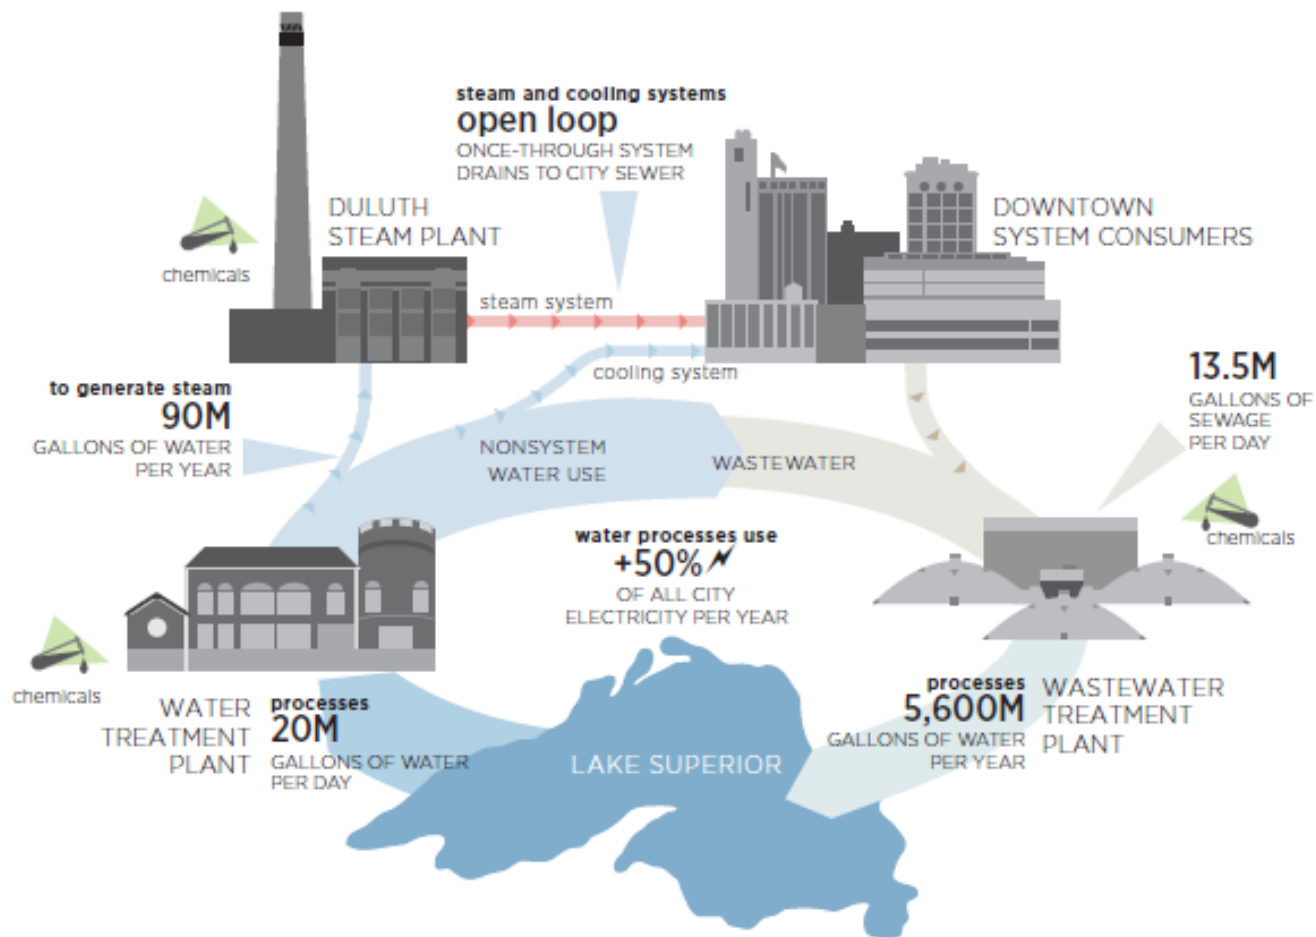 steam and cooling systems
open loop
ONCE-THROUGH SYSTEM
DRAINS TO CITY SEWER
DULUTH
STEAM PLANT
chemicals
DOWNTOWN
SYSTEM CONSUMERS
steam system
cooling system
to generate steam
90M
GALLONS OF WATER
PER YEAR
13.5M
GALLONS OF
SEWAGE
PER DAY
NONSYSTEM
WATER USE
WASTEWATER
chemicals
water processes use
+50%
OF ALL CITY
ELECTRICITY PER YEAR
chemicals
WATER
TREATMENT
PLANT
processes
20M
GALLONS OF WATER
PER DAY
LAKE SUPERIOR
processes
5,600M
GALLONS OF WATER
PER YEAR
WASTEWATER
TREATMENT
PLANT